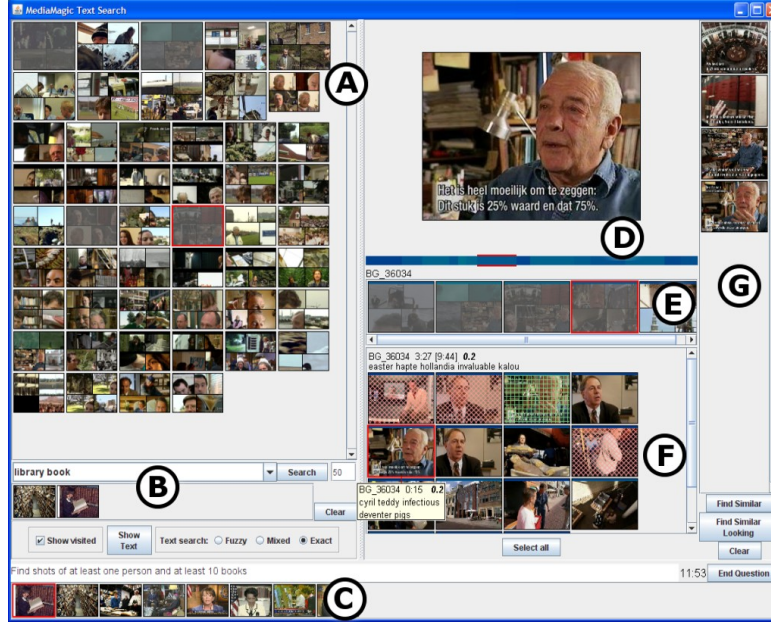 MediaMagic Text Search
A
Het is heel moeilijk om te zeggen:
Dit stuk is 25% waard en dat 75%.
D
G
BG_36034
E
BG_36034 3:27 [9:44] 0.2
easter hapte hollandia invaluable kalou
F
library book
Search
50
B
BG_36034 0:15 0.2
cyril teddy infectious
deventer pigs
Clear
Show visited
Show
Text
Text search:
Fuzzy
Mixed
Exact
Select all
Find Similar
Find Similar
Looking
Clear
Find shots of at least one person and at least 10 books
11:53
End Question
C